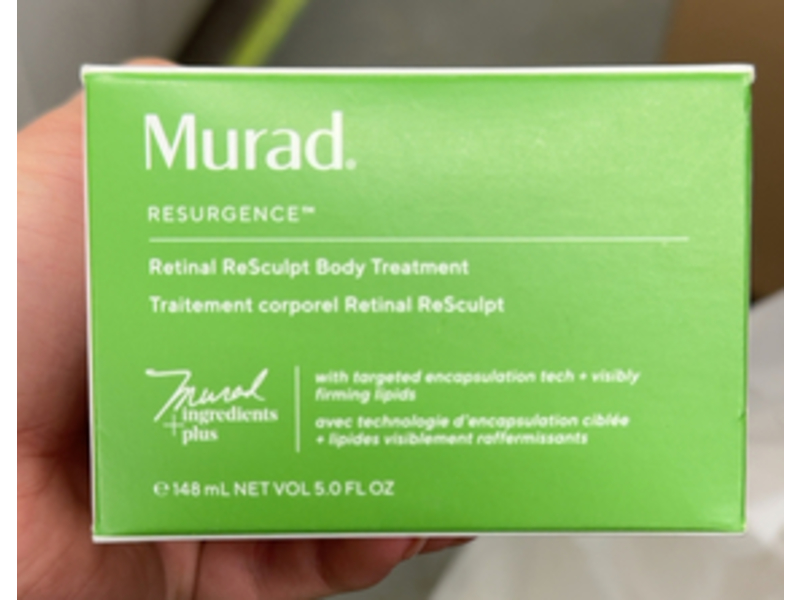 Murad.
RESURGENCE™
Retinal ReSculpt Body Treatment
Traitement corporel Retinal ReSculpt
Murad
+ingredients
plus
with targeted encapsulation tech + visibly
firming lipids
avec technologie d'encapsulation ciblée
+ lipides visiblement raffermissants
℮ 148 mL NET VOL 5.0 FL OZ